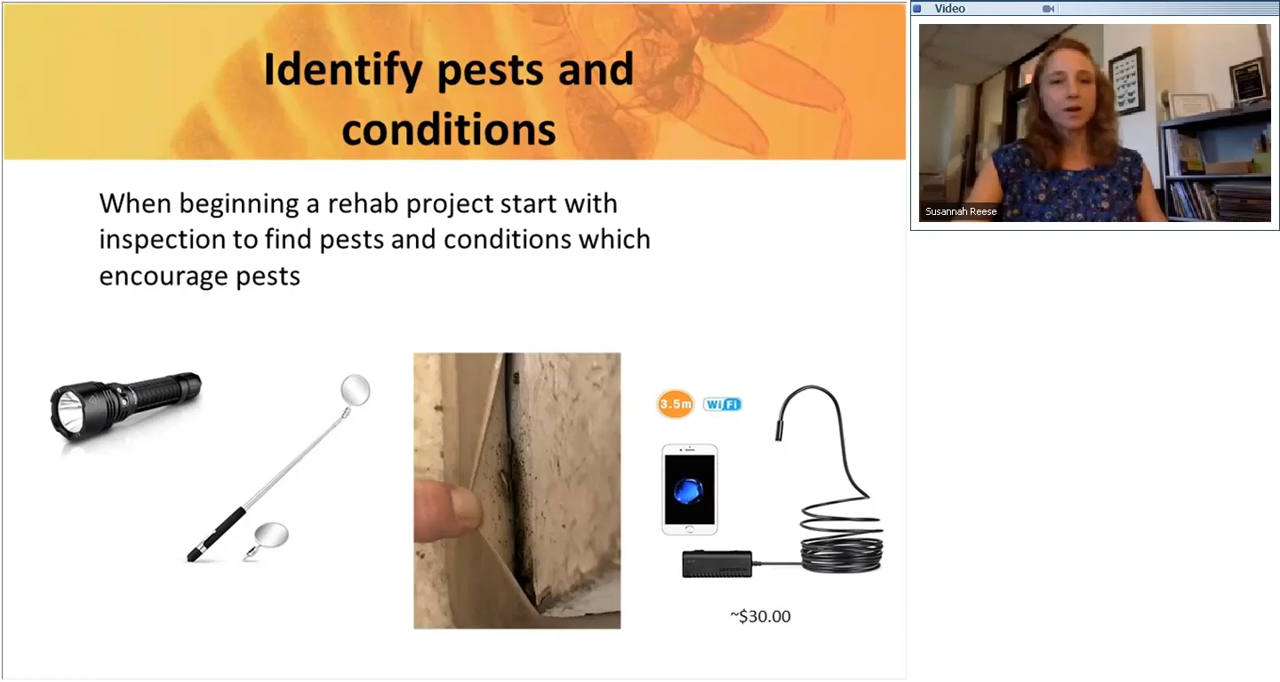 Identify pests and
conditions
When beginning a rehab project start with
inspection to find pests and conditions which
encourage pests
3.5m
WiFi
~$30.00
Video
Susannah Reese